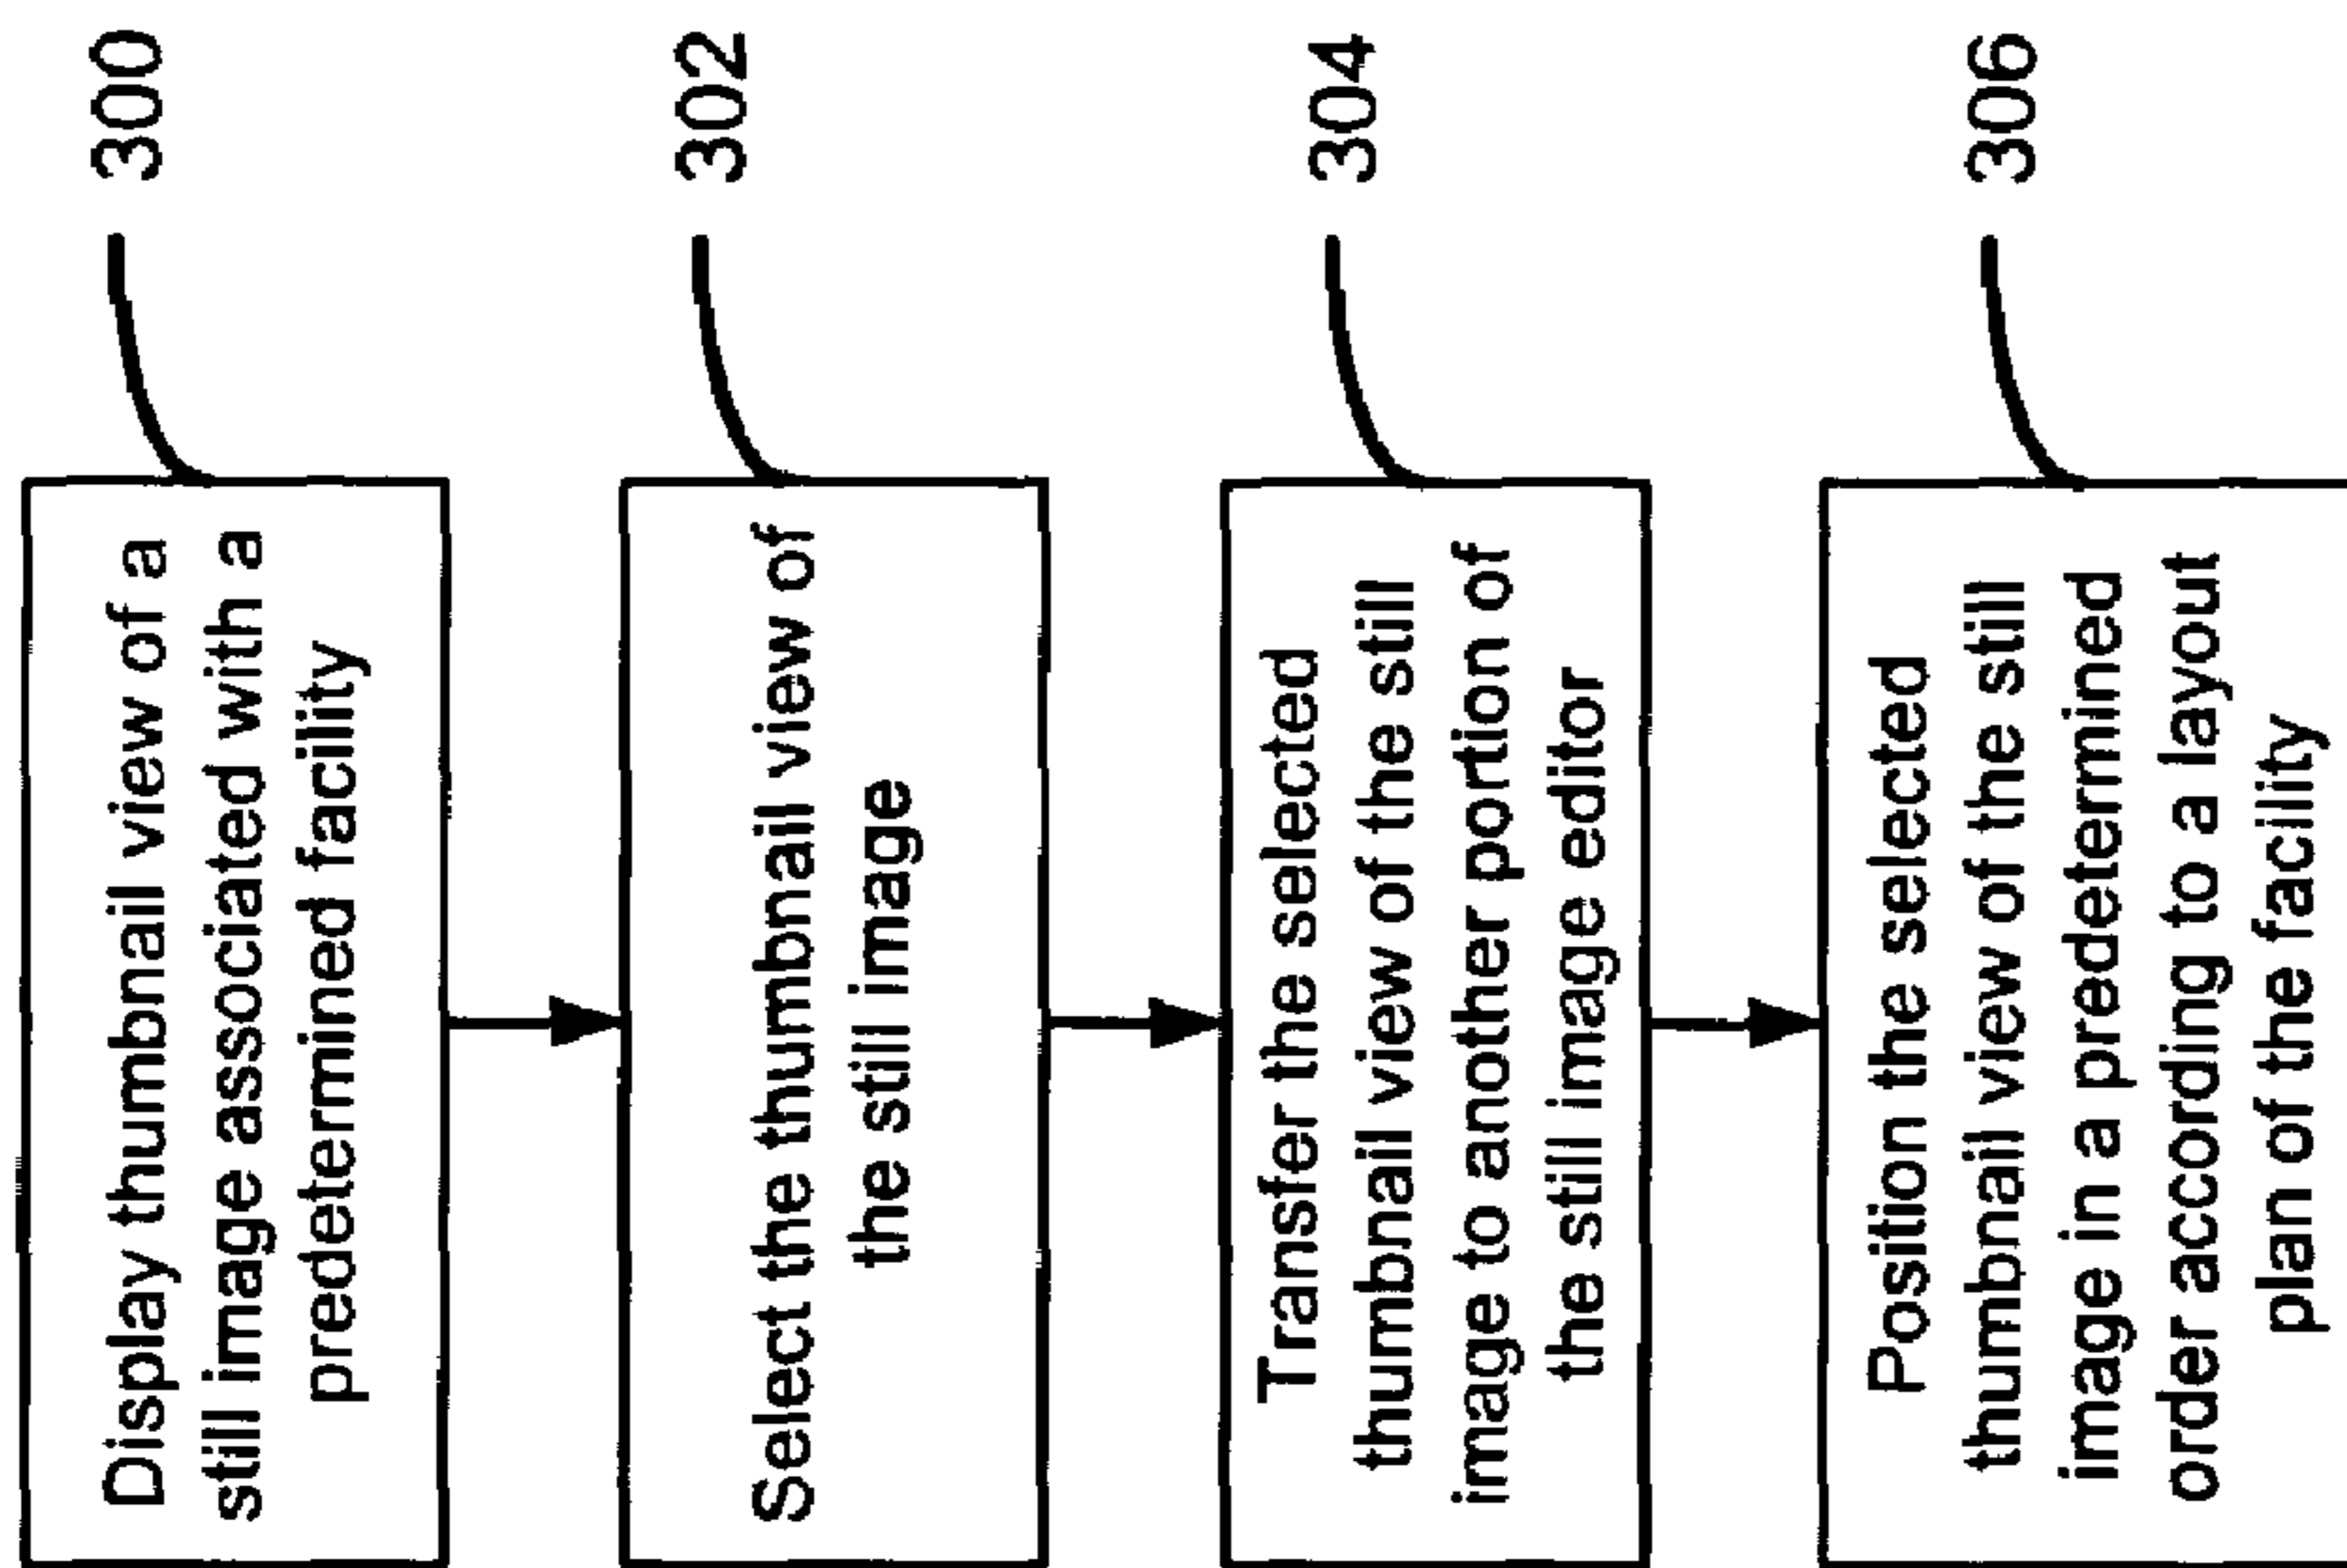 Display thumbnail view of a
still image associated with a
predetermined facility
300
Select the thumbnail view of
the still image
302
Transfer the selected
thumbnail view of the still
image to another portion of
the still image editor
304
Position the selected
thumbnail view of the still
image in a predetermined
order according to a layout
plan of the facility
306